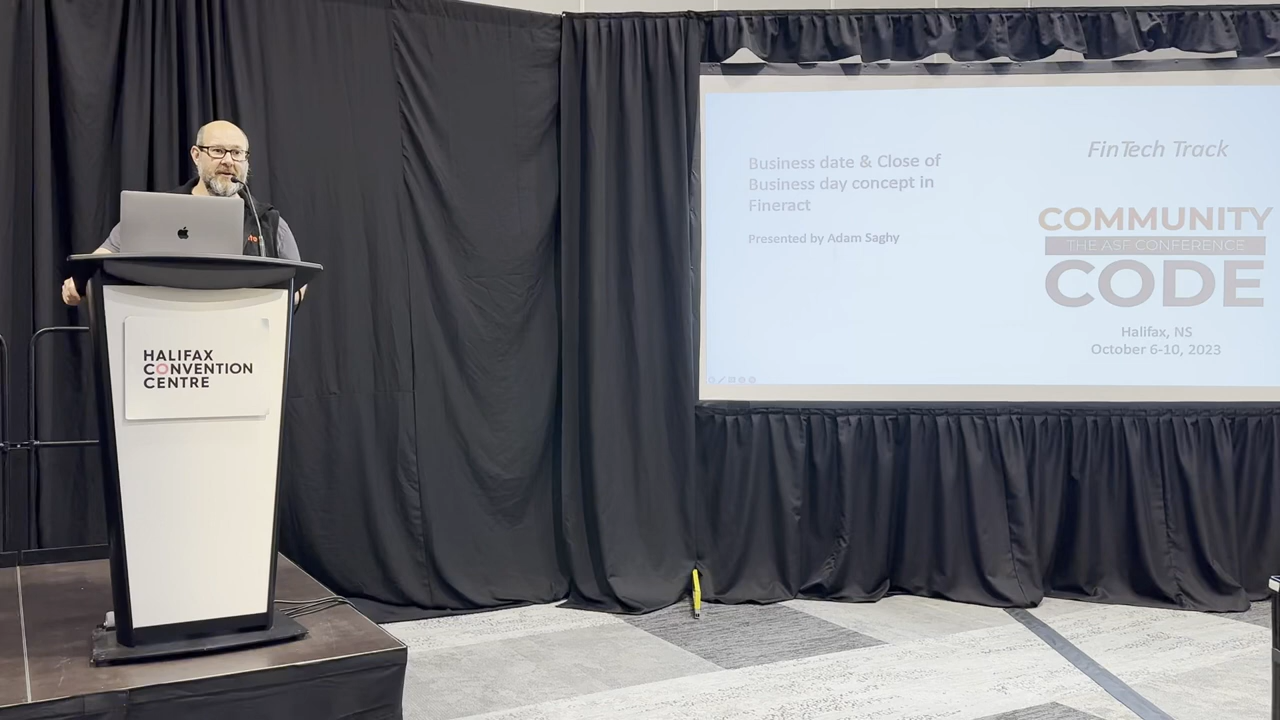 HALIFAX
CONVENTION
CENTRE
Business date & Close of
Business day concept in
Fineract
Presented by Adam Saghy
FinTech Track
COMMUNITY
THE ASF CONFERENCE
CODE
Halifax, NS
October 6-10, 2023